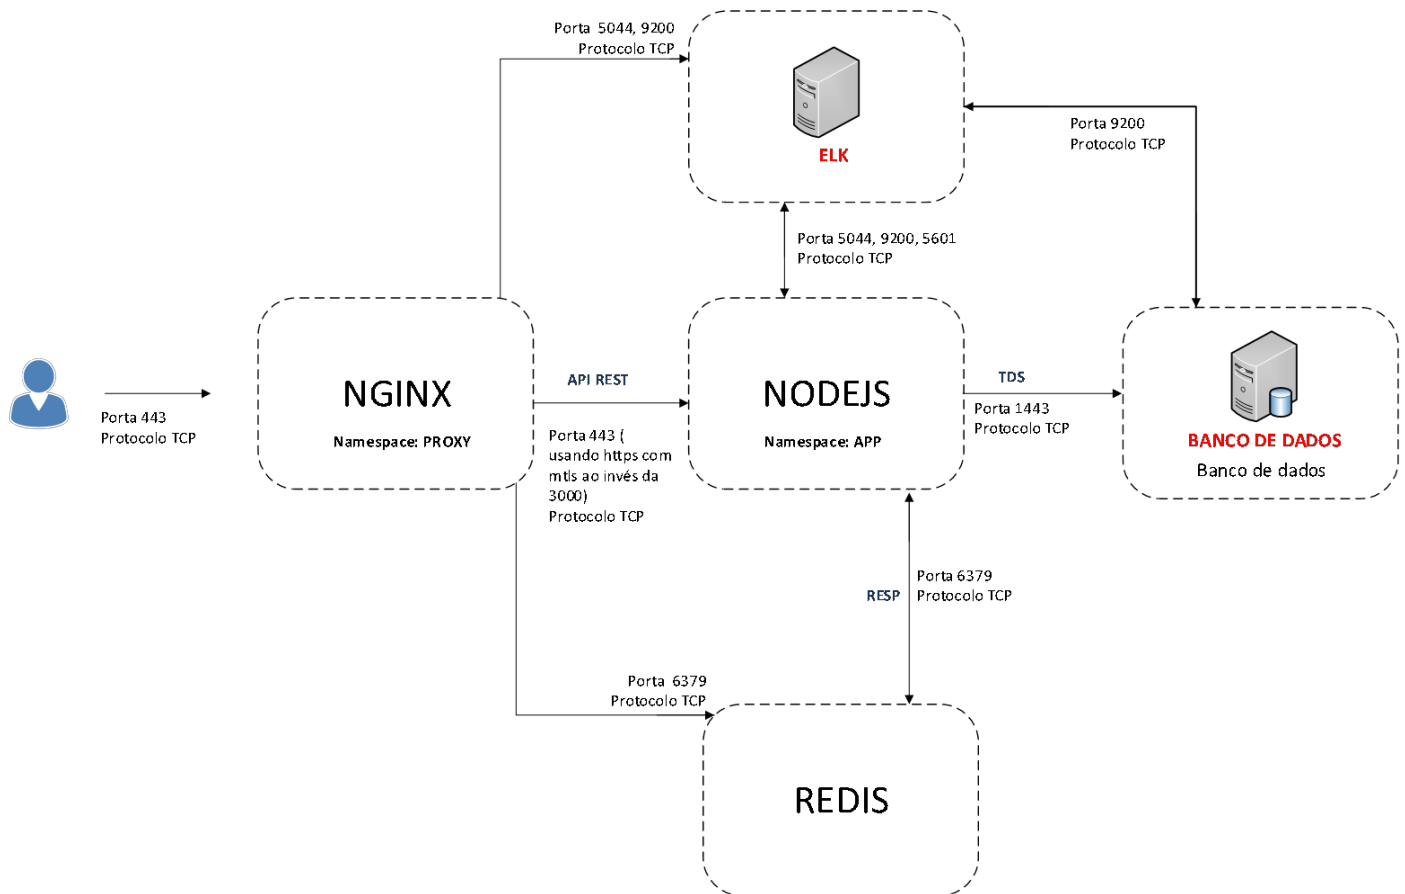 Porta 5044, 9200
Protocolo TCP
ELK
Porta 9200
Protocolo TCP
Porta 5044, 9200, 5601
Protocolo TCP
Porta 443
Protocolo TCP
NGINX
Namespace: PROXY
API REST
Porta 443 (
usando https com
mtls ao invés da
3000)
Protocolo TCP
NODEJS
Namespace: APP
TDS
Porta 1443
Protocolo TCP
BANCO DE DADOS
Banco de dados
RESP
Porta 6379
Protocolo TCP
Porta 6379
Protocolo TCP
REDIS